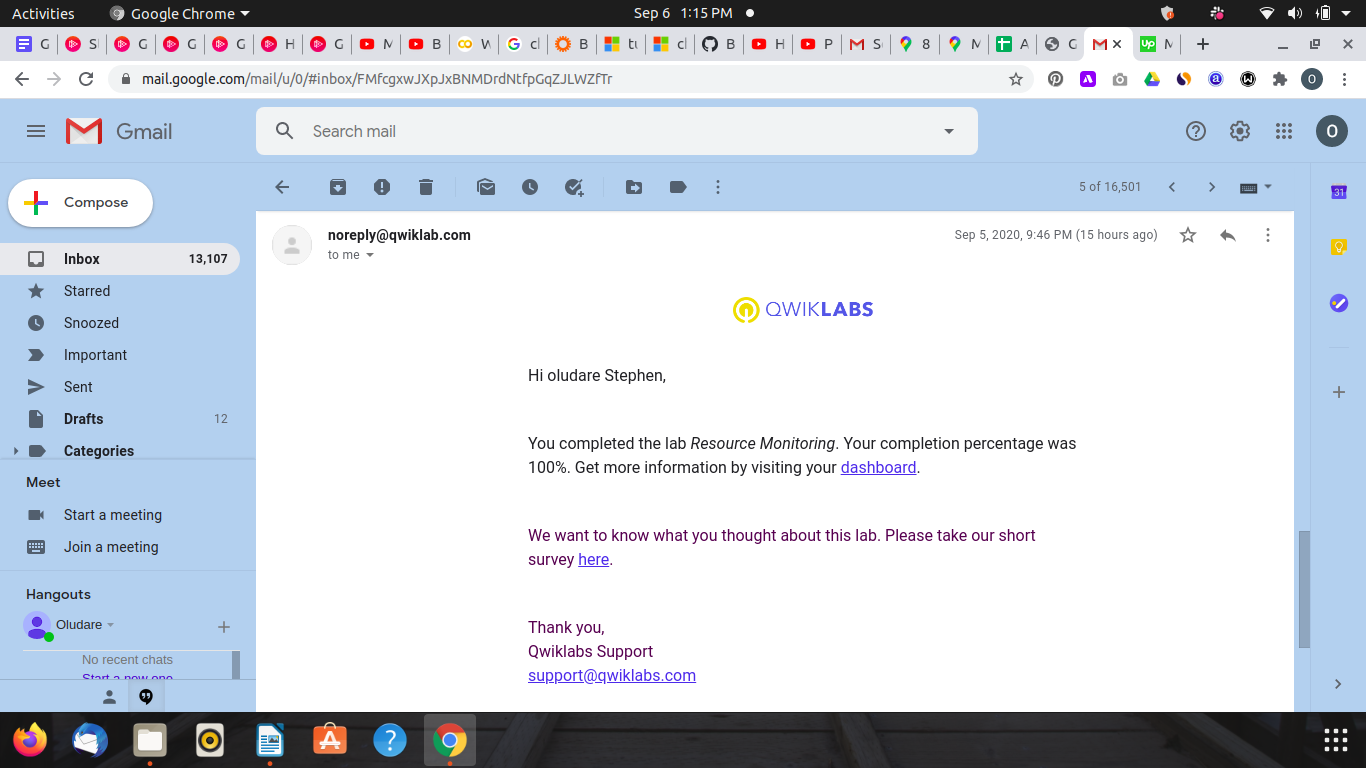 Activities
Google Chrome
Sep 6 1:15 PM
G
S
G
G
G
H
G
M
B
W
cl
B
tu
cl
B
H
P
S
8
M
A
G
M
mail.google.com/mail/u/0/#inbox/FMfcgxwJXpJxBNMDrdNtfpGqZJLWZfTr
O
Gmail
Search mail
O
Compose
5 of 16,501
31
Inbox 13,107
Starred
Snoozed
Important
Sent
Drafts 12
Categories
Meet
Start a meeting
Join a meeting
Hangouts
Oludare
No recent chats
Start a new one
noreply@qwiklab.com
Sep 5, 2020, 9:46 PM (15 hours ago)
to me
QWIKLABS
Hi oludare Stephen,
You completed the lab Resource Monitoring. Your completion percentage was
100%. Get more information by visiting your dashboard.
We want to know what you thought about this lab. Please take our short
survey here.
Thank you,
Qwiklabs Support
support@qwiklabs.com